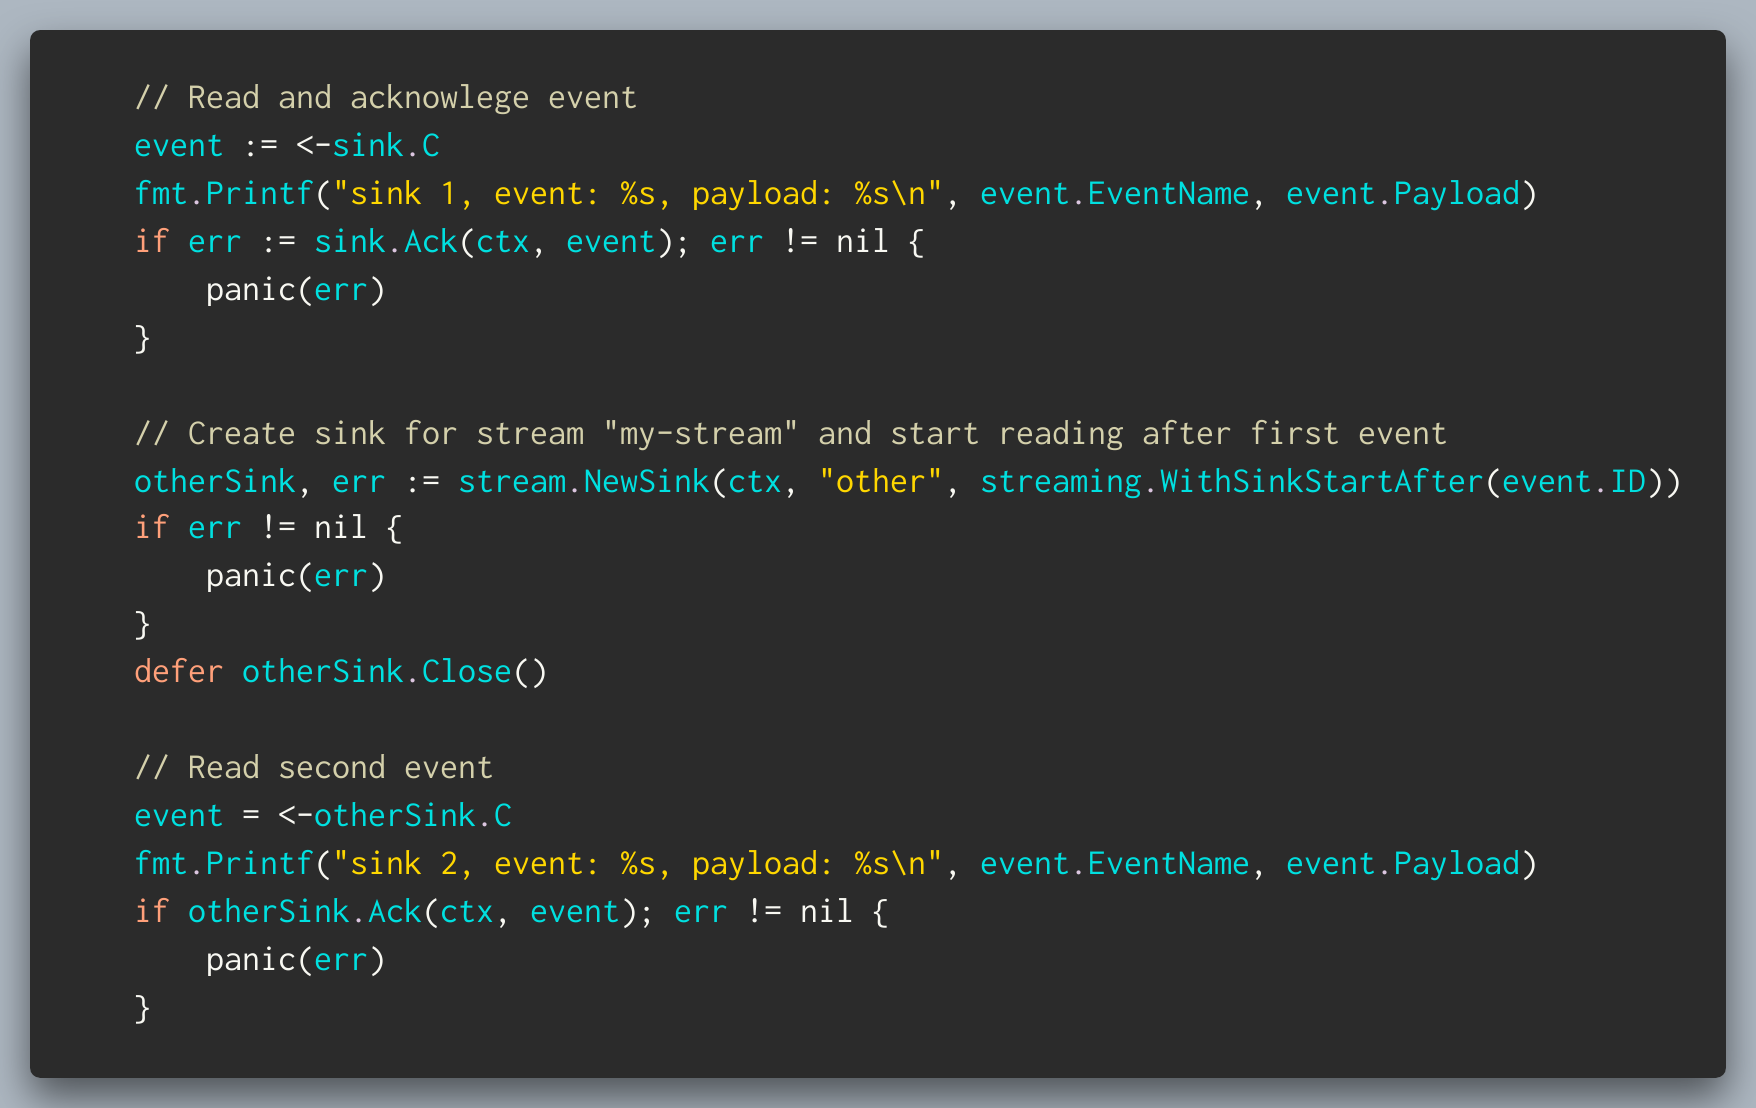 // Read and acknowlege event
event := <-sink.C
fmt.Printf("sink 1, event: %s, payload: %s\n", event.EventName, event.Payload)
if err := sink.Ack(ctx, event); err != nil {
    panic(err)
}
// Create sink for stream "my-stream" and start reading after first event
otherSink, err := stream.NewSink(ctx, "other", streaming.WithSinkStartAfter(event.ID))
if err != nil {
    panic(err)
}
defer otherSink.Close()
// Read second event
event = <-otherSink.C
fmt.Printf("sink 2, event: %s, payload: %s\n", event.EventName, event.Payload)
if otherSink.Ack(ctx, event); err != nil {
    panic(err)
}